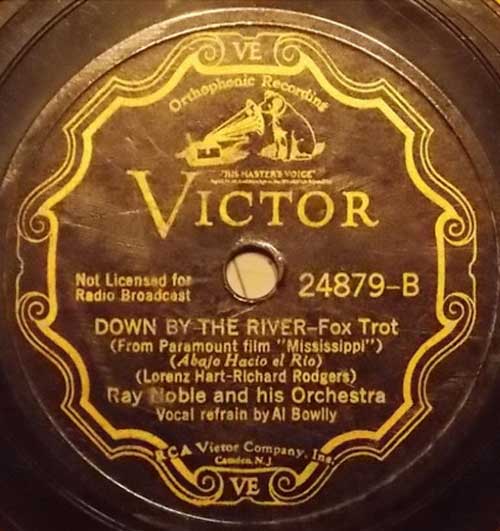 VE
Orthophonic Recording
"HIS MASTER'S VOICE"
VICTOR
Not Licensed for
Radio Broadcast
24879-B
DOWN BY THE RIVER-Fox Trot
(From Paramount film "Mississippi")
(Abajo Hacio el Rio)
(Lorenz Hart-Richard Rodgers)
Ray Noble and his Orchestra
Vocal refrain by Al Bowlly
RCA Victor Company, Inc.
Camden, N.J.
VE